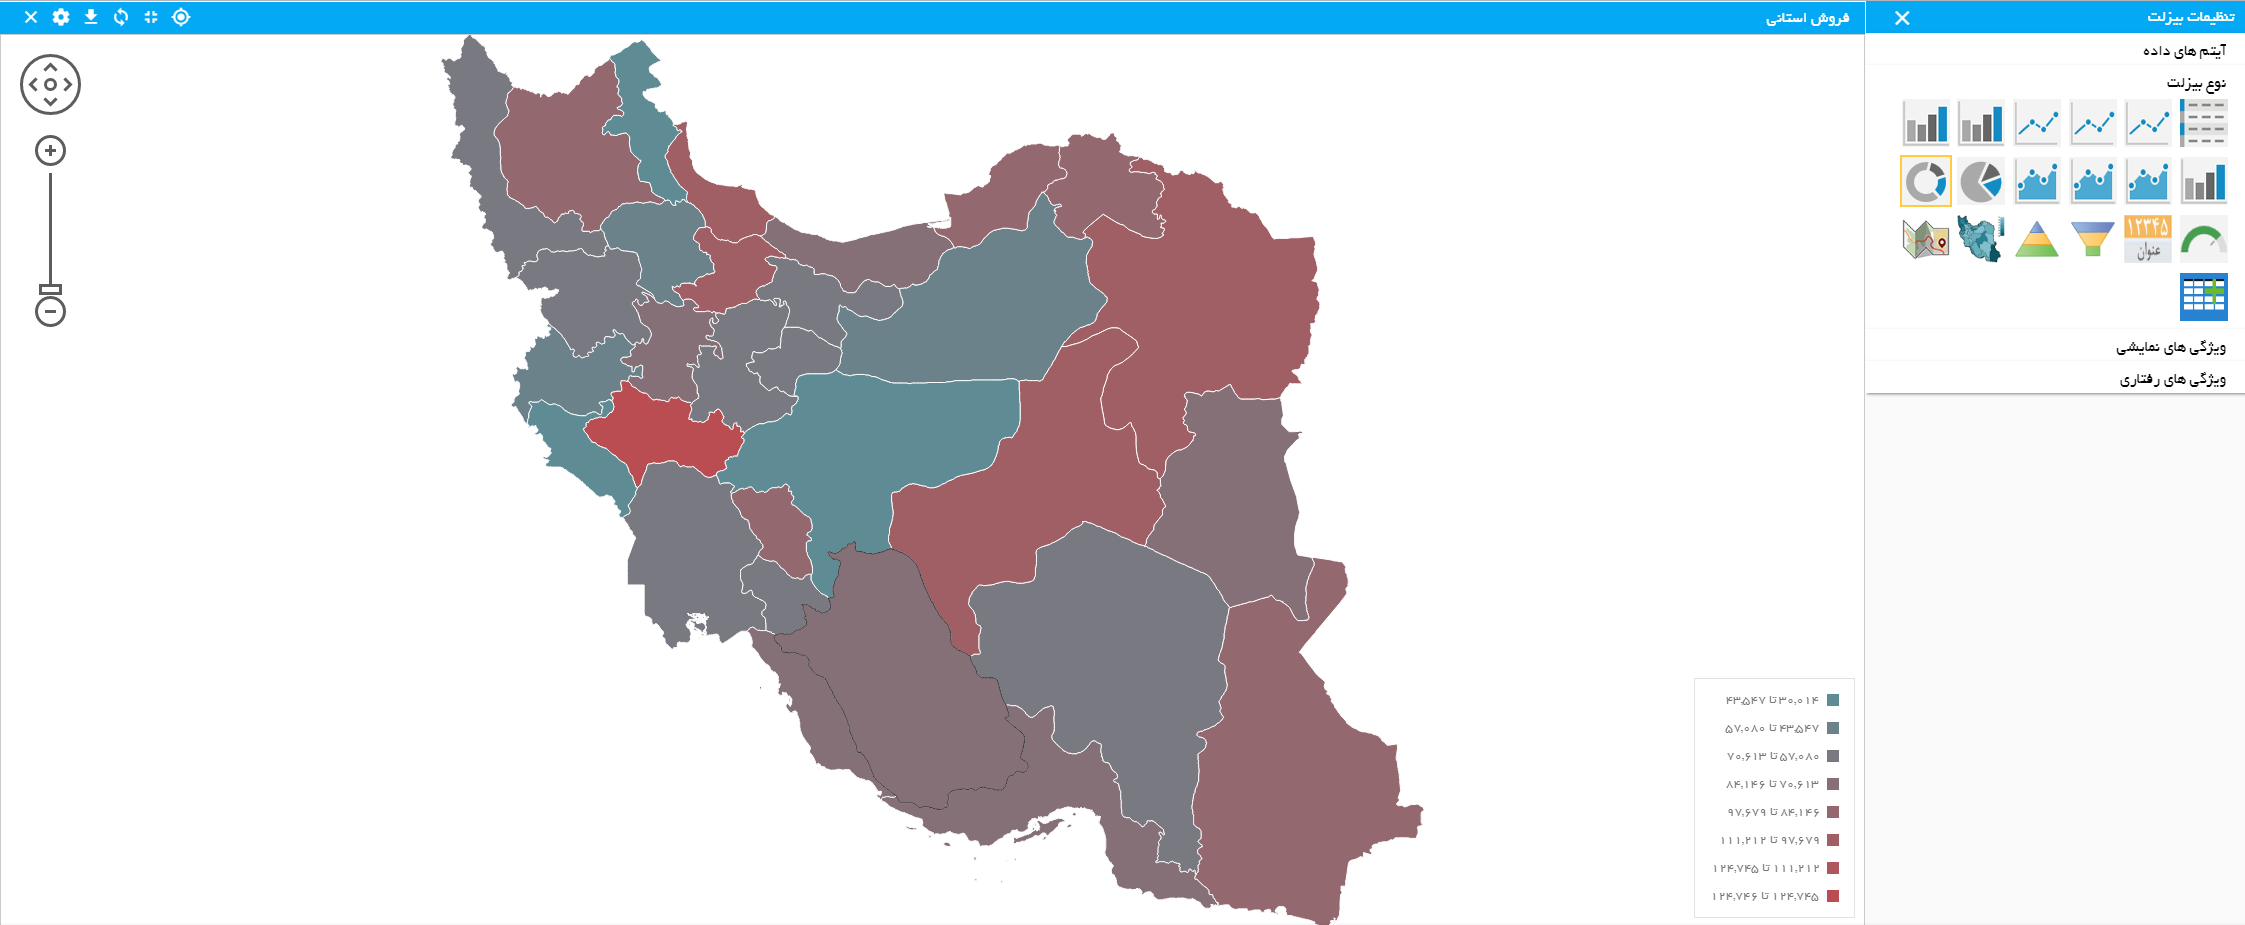 فروش استانی
تنظیمات بیزلت
آیتم های داده
نوع بیزلت
۱۲۳۴۵
عنوان
ویژگی های نمایشی
ویژگی های رفتاری
۳۰,۰۱۴ تا ۴۳,۵۴۷
۴۳,۵۴۷ تا ۵۷,۰۸۰
۵۷,۰۸۰ تا ۷۰,۶۱۳
۷۰,۶۱۳ تا ۸۴,۱۴۶
۸۴,۱۴۶ تا ۹۷,۶۷۹
۹۷,۶۷۹ تا ۱۱۱,۲۱۲
۱۱۱,۲۱۲ تا ۱۲۴,۷۴۵
۱۲۴,۷۴۵ تا ۱۲۴,۷۴۶